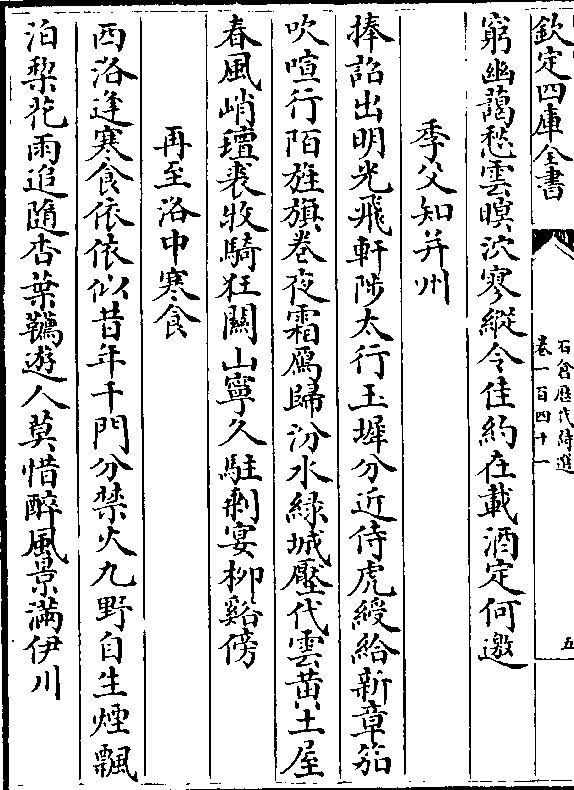 欽定四庫全書
石倉歷代詩選
卷一百四十一
五
窮幽藹愁雲暝泬寥縱令佳約在載酒定何邀
季父知并州
捧詔出明光飛軒陟太行玉墀分近侍虎綬給新章笳
吹喧行陌旌旗卷夜霜鴈歸汾水綠城壓代雲黄土屋
春風峭氊裘牧騎狂關山寧久駐剩宴柳谿傍
再至洛中寒食
西洛逢寒食依依似昔年千門分禁火九野自生煙飄
泊梨花雨追隨杏葉韉遊人莫惜醉風景滿伊川